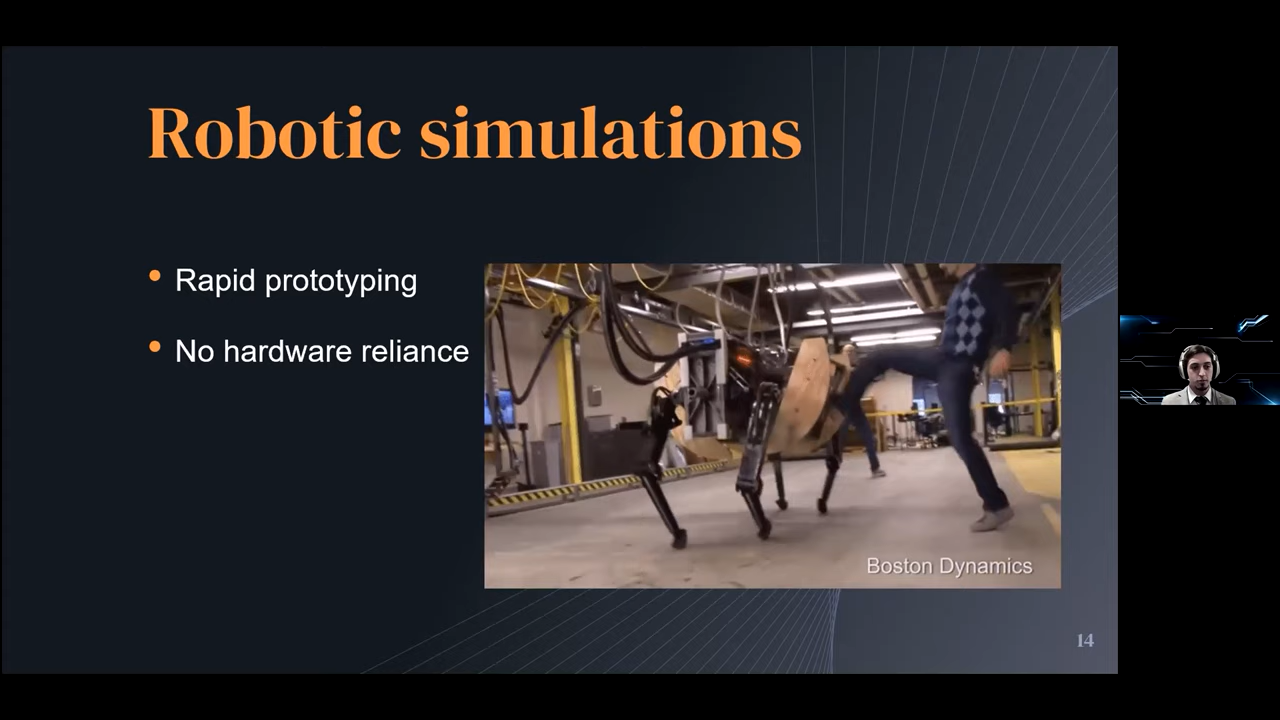 Robotic simulations
Rapid prototyping
No hardware reliance
Boston Dynamics
14